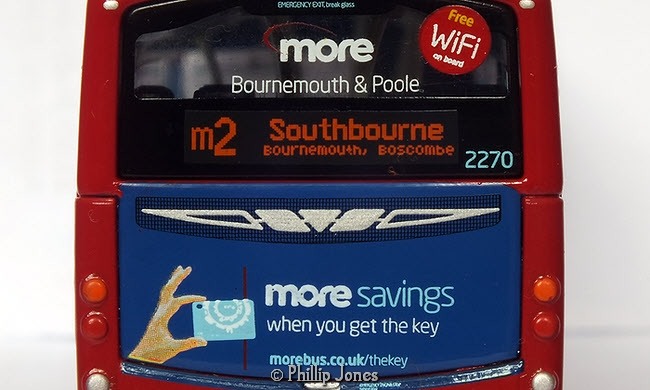 EMERGENCY EXIT, break glass
more
Free
WiFi
on board
Bournemouth & Poole
m2 Southbourne
Bournemouth, Boscombe
2270
more savings
when you get the key
morebus.co.uk/thekey
© Phillip Jones